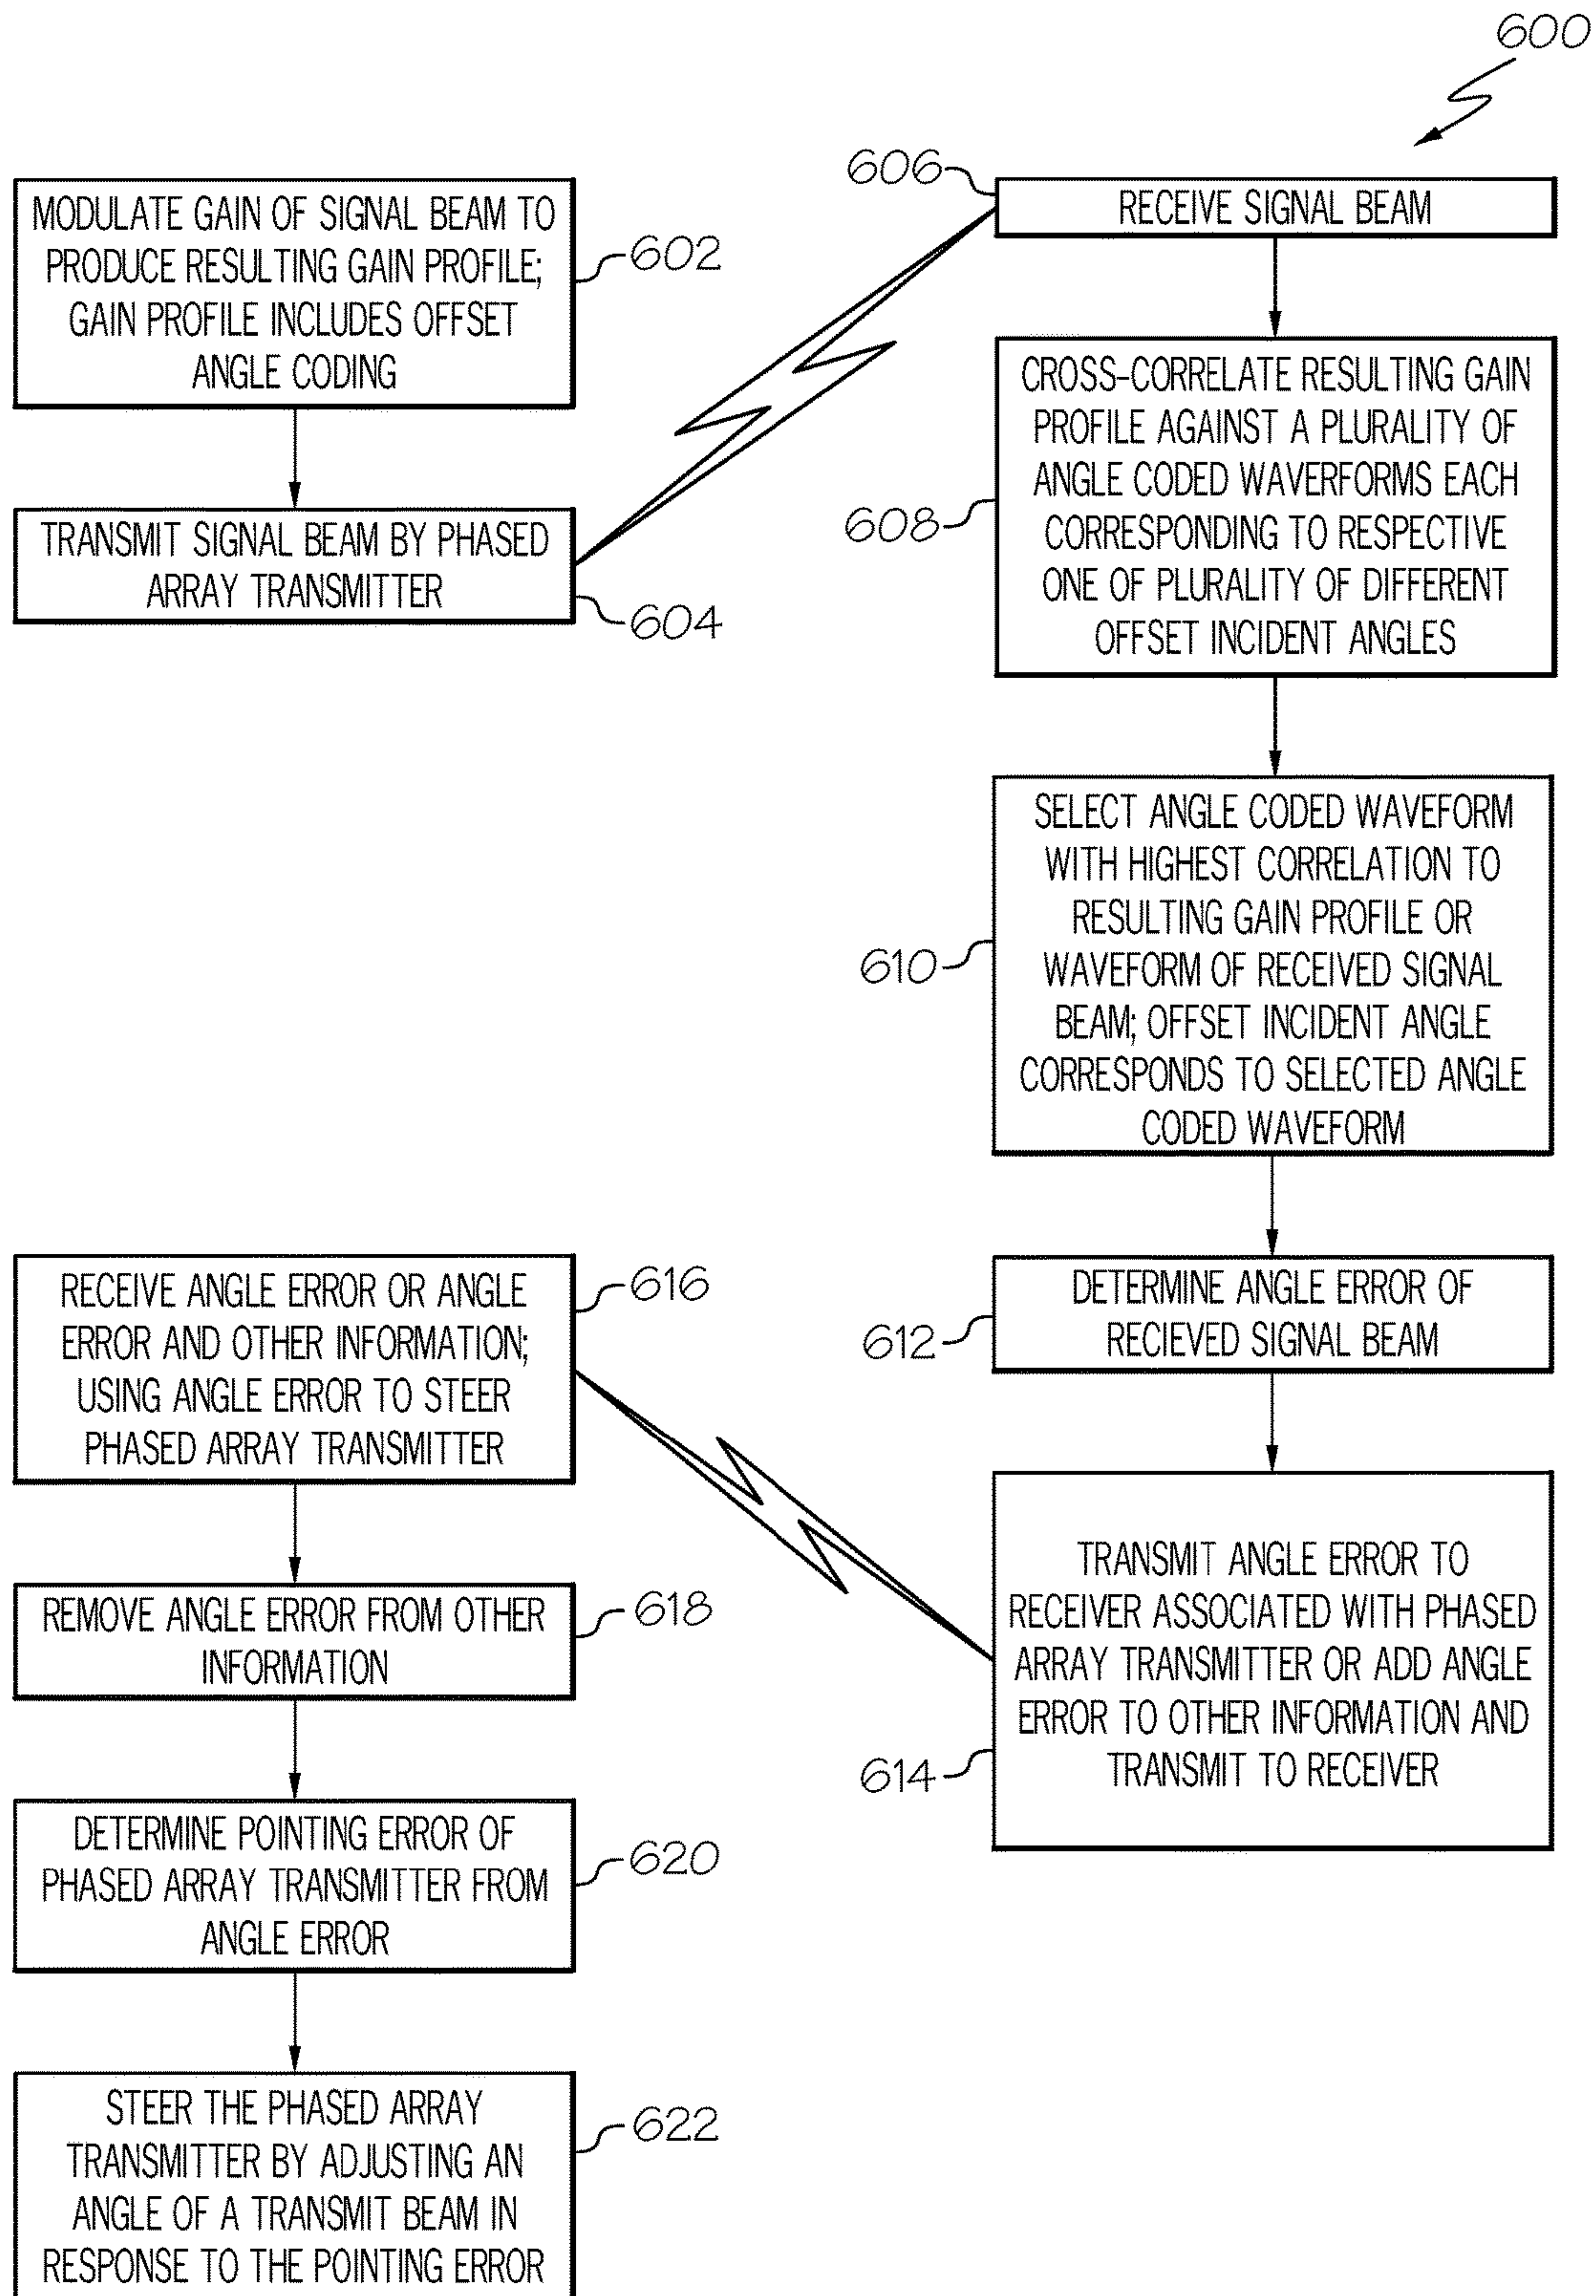 600
MODULATE GAIN OF SIGNAL BEAM TO
PRODUCE RESULTING GAIN PROFILE;
GAIN PROFILE INCLUDES OFFSET
ANGLE CODING
602
TRANSMIT SIGNAL BEAM BY PHASED
ARRAY TRANSMITTER
604
606
RECEIVE SIGNAL BEAM
CROSS-CORRELATE RESULTING GAIN
PROFILE AGAINST A PLURALITY OF
ANGLE CODED WAVERFORMS EACH
CORRESPONDING TO RESPECTIVE
ONE OF PLURALITY OF DIFFERENT
OFFSET INCIDENT ANGLES
608
SELECT ANGLE CODED WAVEFORM
WITH HIGHEST CORRELATION TO
RESULTING GAIN PROFILE OR
WAVEFORM OF RECEIVED SIGNAL
BEAM; OFFSET INCIDENT ANGLE
CORRESPONDS TO SELECTED ANGLE
CODED WAVEFORM
610
DETERMINE ANGLE ERROR OF
RECIEVED SIGNAL BEAM
612
TRANSMIT ANGLE ERROR TO
RECEIVER ASSOCIATED WITH PHASED
ARRAY TRANSMITTER OR ADD ANGLE
ERROR TO OTHER INFORMATION AND
TRANSMIT TO RECEIVER
614
RECEIVE ANGLE ERROR OR ANGLE
ERROR AND OTHER INFORMATION;
USING ANGLE ERROR TO STEER
PHASED ARRAY TRANSMITTER
616
REMOVE ANGLE ERROR FROM OTHER
INFORMATION
618
DETERMINE POINTING ERROR OF
PHASED ARRAY TRANSMITTER FROM
ANGLE ERROR
620
STEER THE PHASED ARRAY
TRANSMITTER BY ADJUSTING AN
ANGLE OF A TRANSMIT BEAM IN
RESPONSE TO THE POINTING ERROR
622